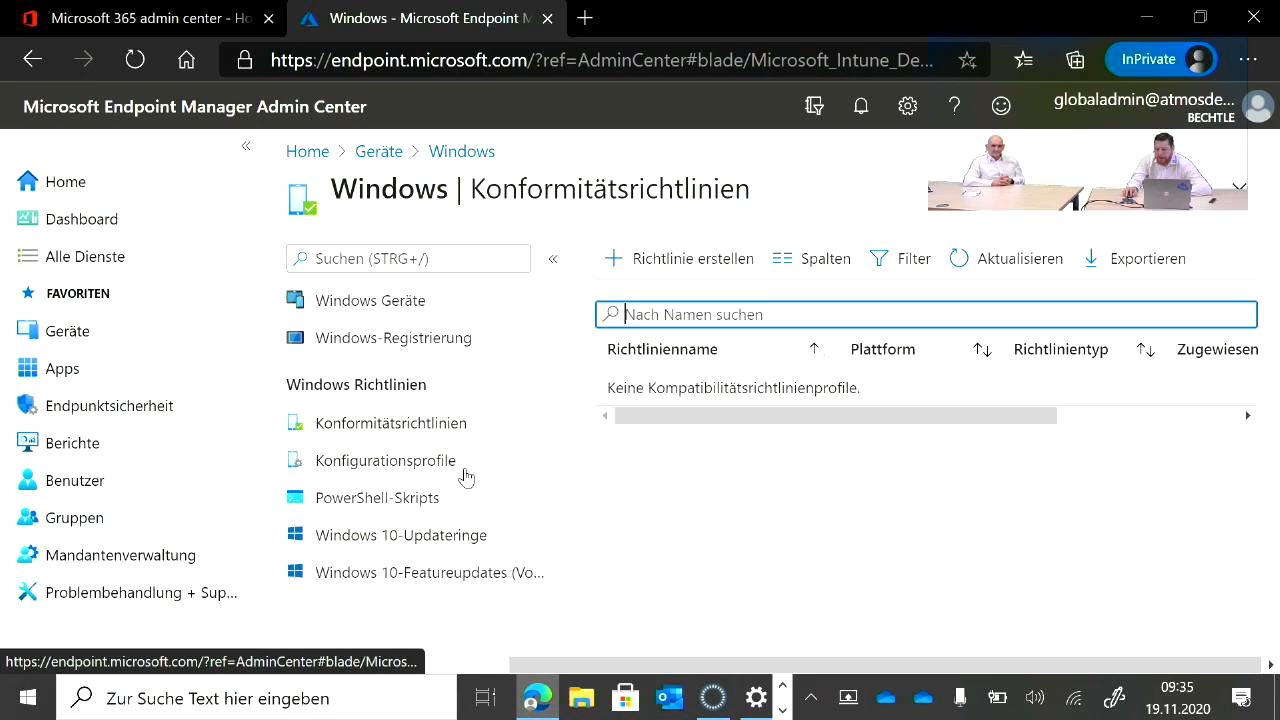 Microsoft 365 admin center - Ho
Windows - Microsoft Endpoint M
https://endpoint.microsoft.com/?ref=AdminCenter#blade/Microsoft_Intune_De...
InPrivate
Microsoft Endpoint Manager Admin Center
globaladmin@atmosde...
BECHTLE
Home > Geräte > Windows
Windows | Konformitätsrichtlinien
Home
Dashboard
Alle Dienste
FAVORITEN
Geräte
Apps
Endpunktsicherheit
Berichte
Benutzer
Gruppen
Mandantenverwaltung
Problembehandlung + Sup...
Suchen (STRG+/)
Windows Geräte
Windows-Registrierung
Windows Richtlinien
Konformitätsrichtlinien
Konfigurationsprofile
PowerShell-Skripts
Windows 10-Updateringe
Windows 10-Featureupdates (Vo...
Richtlinie erstellen Spalten Filter Aktualisieren Exportieren
Nach Namen suchen
Richtlinienname Plattform Richtlinientyp Zugewiesen
Keine Kompatibilitätsrichtlinienprofile.
https://endpoint.microsoft.com/?ref=AdminCenter#blade/Micros...
Zur Suche Text hier eingeben
09:35
19.11.2020